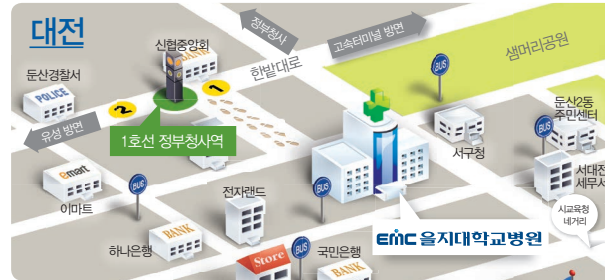 대전
정부청사
고속터미널 방면
신협중앙회
BANK
한밭대로
샘머리공원
둔산경찰서
POLICE
BUS
1
2
둔산2동
주민센터
유성 방면
1호선 정부청사역
BUS
서구청
emart
서대전
세무서
이마트
BUS
전자랜드
BUS
시교육청
네거리
EMC 을지대학교병원
BANK
하나은행
Store
BUS
국민은행
BANK